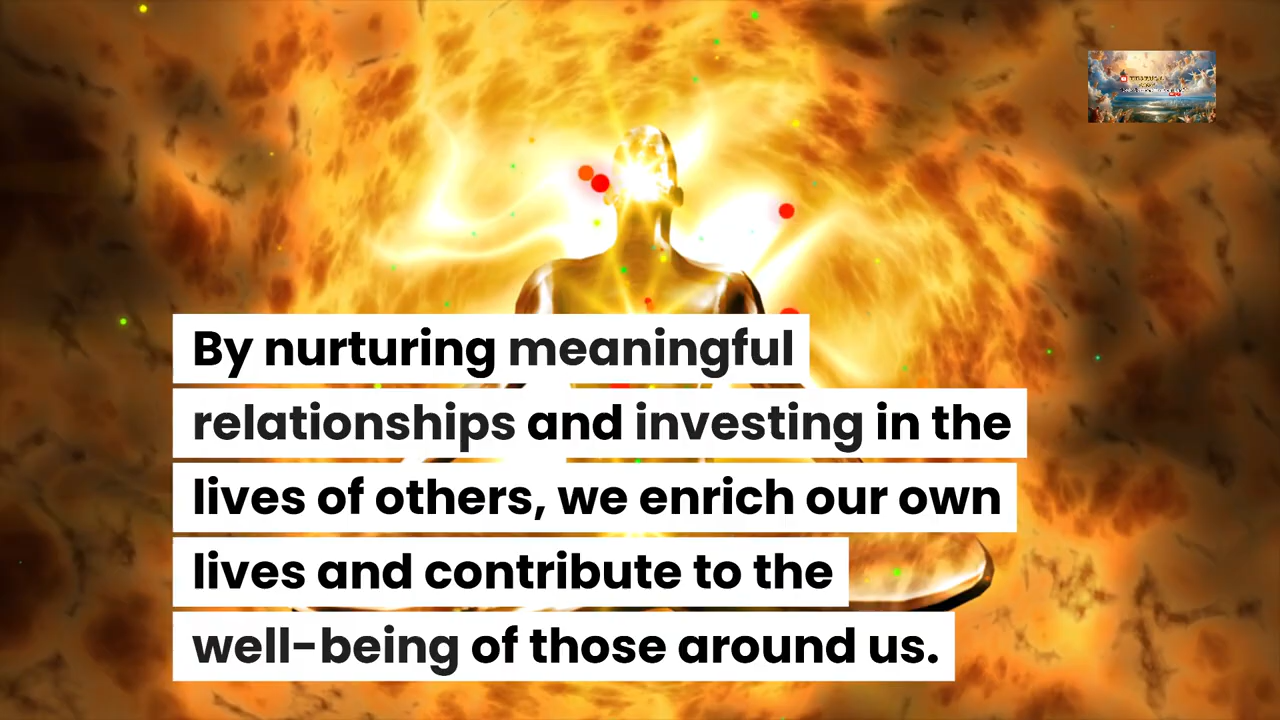 By nurturing meaningful
relationships and investing in the
lives of others, we enrich our own
lives and contribute to the
well-being of those around us.